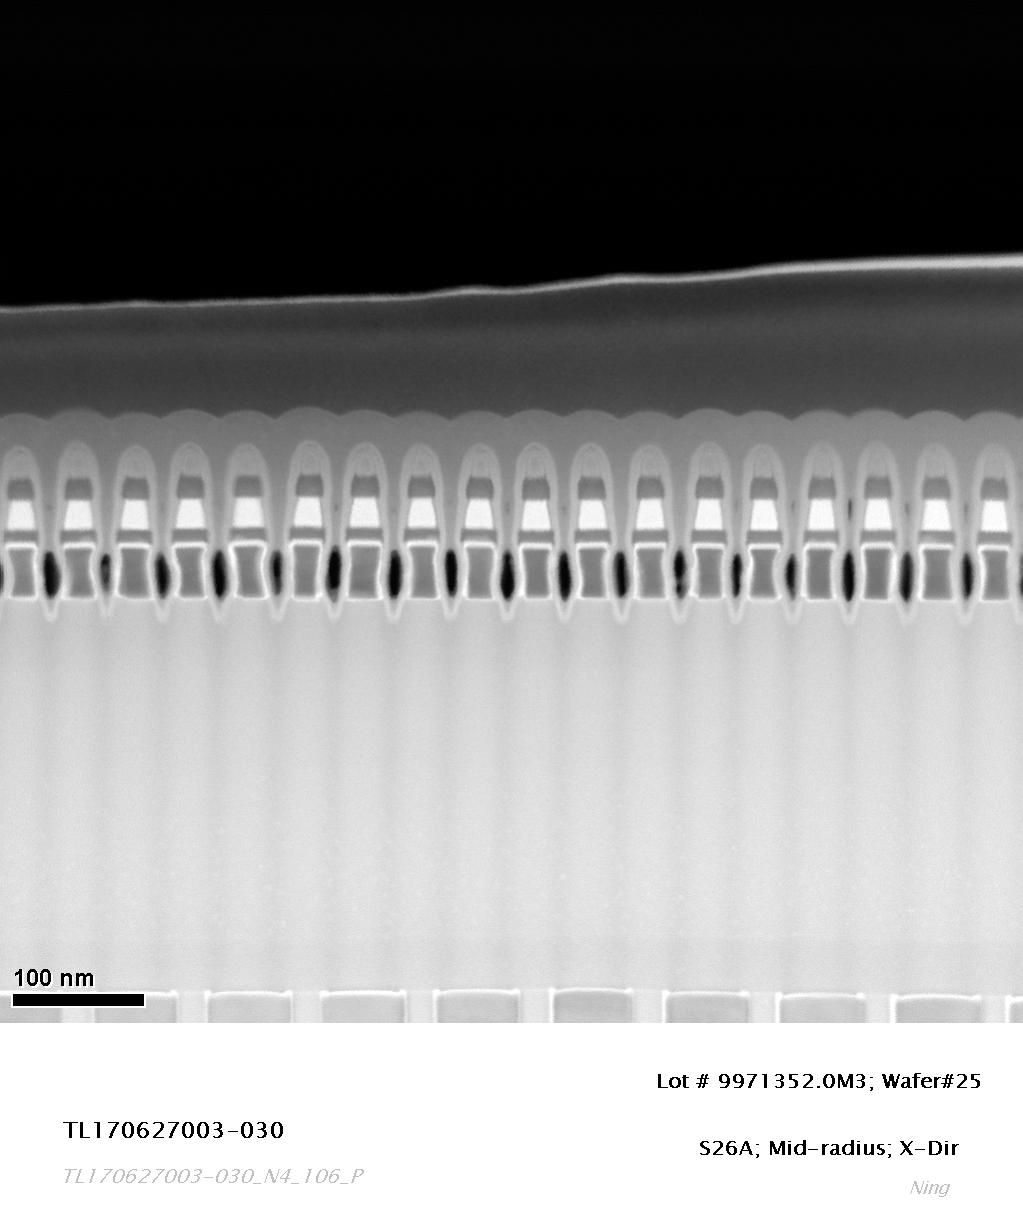 100 nm
Lot # 9971352.0M3; Wafer#25
TL170627003-030
S26A; Mid-radius; X-Dir
TL170627003-030_N4_106_P
Ning